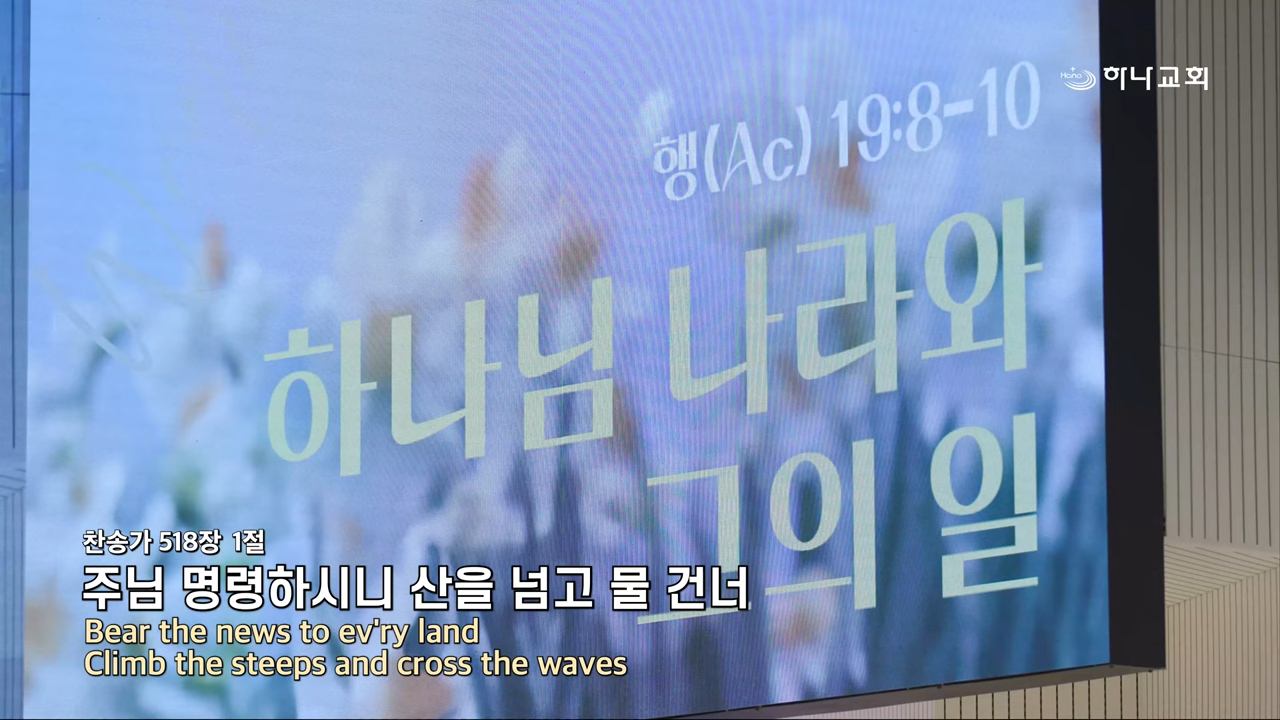 Hana 하나교회
행(Ac) 19:8-10
하나님 나라와
그의 일
찬송가 518장 1절
주님 명령하시니 산을 넘고 물 건너
Bear the news to ev'ry land
Climb the steeps and cross the waves